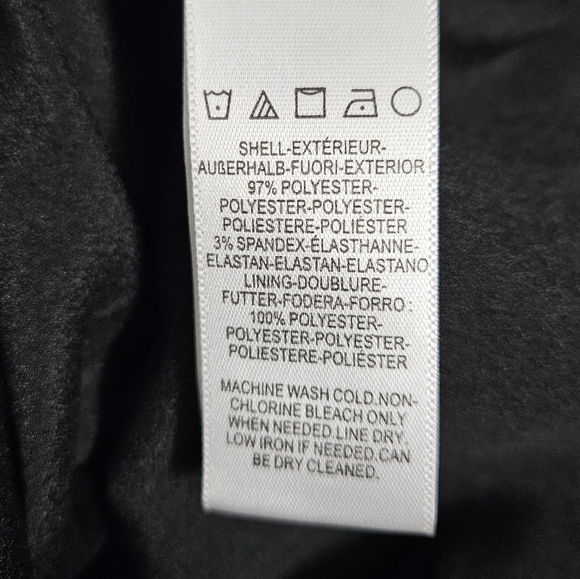 SHELL-EXTÉRIEUR-
AUßERHALB-FUORI-EXTERIOR
97% POLYESTER-
POLYESTER-POLYESTER-
POLIESTERE-POLIÉSTER
3% SPANDEX-ÉLASTHANNE-
ELASTAN-ELASTAN-ELASTANO
LINING-DOUBLURE-
FUTTER-FODERA-FORRO :
100% POLYESTER-
POLYESTER-POLYESTER-
POLIESTERE-POLIÉSTER
MACHINE WASH COLD.NON-
CHLORINE BLEACH ONLY
WHEN NEEDED.LINE DRY.
LOW IRON IF NEEDED.CAN
BE DRY CLEANED.